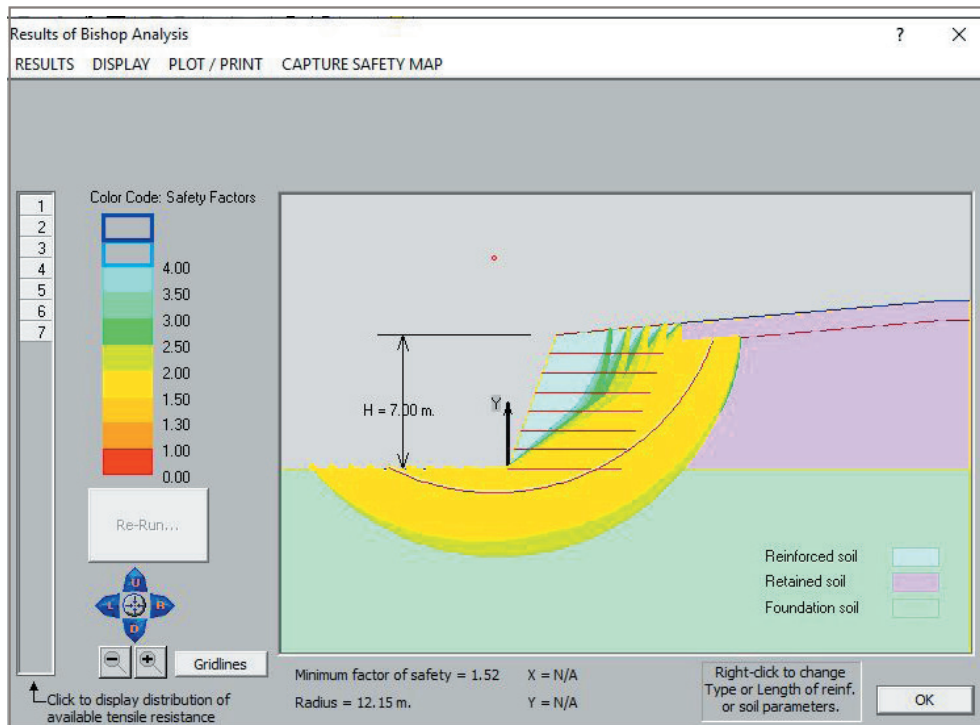 Results of Bishop Analysis ? X
RESULTS DISPLAY PLOT / PRINT CAPTURE SAFETY MAP
1
2
3
4
5
6
7
Color Code: Safety Factors
4.00
3.50
3.00
2.50
2.00
1.50
1.30
1.00
0.00
Re-Run...
U
L
R
D
Gridlines
Click to display distribution of
available tensile resistance
H = 7.00 m.
Y
Reinforced soil
Retained soil
Foundation soil
Minimum factor of safety = 1.52 X = N/A
Radius = 12.15 m. Y = N/A
Right-click to change
Type or Length of reinf.
or soil parameters.
OK